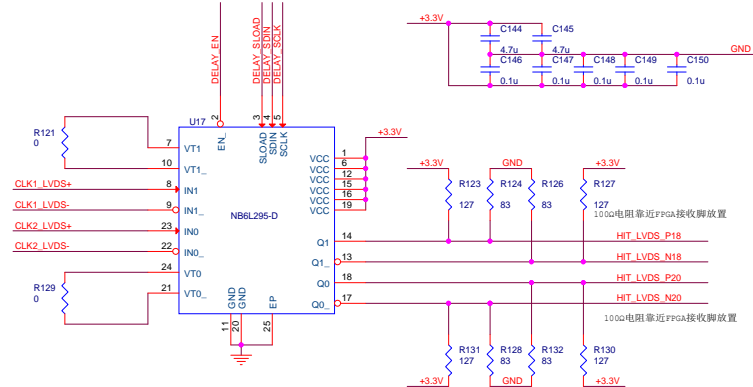 +3.3V
C144
C145
4.7u
4.7u
GND
C146
C147
C148
C149
C150
0.1u
0.1u
0.1u
0.1u
0.1u
DELAY_EN
DELAY_SLOAD
DELAY_SDIN
DELAY_SCLK
U17
2
3
4
5
EN_
SLOAD
SDIN
SCLK
R121
0
7
VT1
10
VT1_
CLK1_LVDS+
8
IN1
CLK1_LVDS-
9
IN1_
CLK2_LVDS+
23
IN0
CLK2_LVDS-
22
IN0_
24
VT0
R129
0
21
VT0_
NB6L295-D
VCC
1
VCC
6
VCC
12
VCC
15
VCC
16
VCC
19
+3.3V
Q1
14
Q1_
13
Q0
18
Q0_
17
GND
GND
EP
11
20
25
+3.3V
GND
+3.3V
R123
127
R124
83
R126
83
R127
127
100Ω电阻靠近FPGA接收脚放置
HIT_LVDS_P18
HIT_LVDS_N18
HIT_LVDS_P20
HIT_LVDS_N20
100Ω电阻靠近FPGA接收脚放置
R131
127
R128
83
R132
83
R130
127
+3.3V
GND
+3.3V